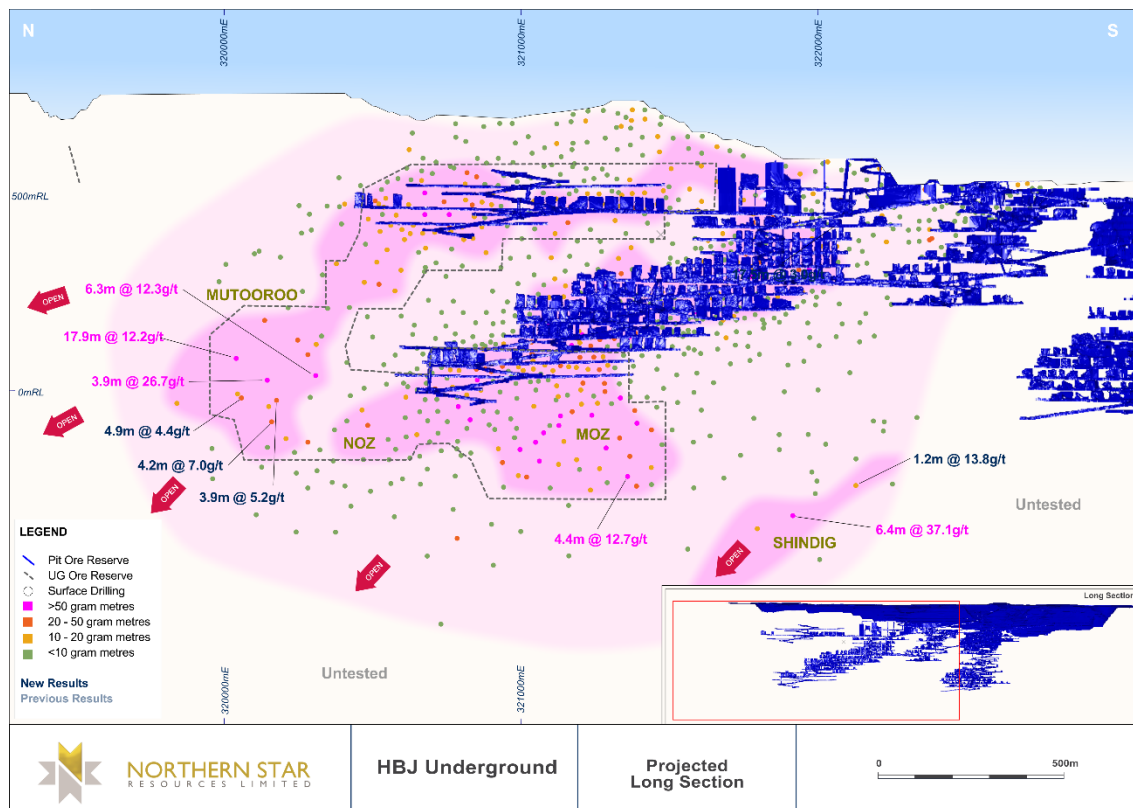 N
S
320000mE
321000mE
322000mE
500mRL
0mRL
MUTOOROO
6.3m @ 12.3g/t
17.9m @ 12.2g/t
3.9m @ 26.7g/t
4.9m @ 4.4g/t
4.2m @ 7.0g/t
3.9m @ 5.2g/t
OPEN
OPEN
OPEN
OPEN
OPEN
NOZ
MOZ
4.4m @ 12.7g/t
1.2m @ 13.8g/t
6.4m @ 37.1g/t
SHINDIG
Untested
Untested
LEGEND
Pit Ore Reserve
UG Ore Reserve
Surface Drilling
>50 gram metres
20 - 50 gram metres
10 - 20 gram metres
<10 gram metres
New Results
Previous Results
320000mE
321000mE
Long Section
NORTHERN STAR
RESOURCES LIMITED
HBJ Underground
Projected
Long Section
0
500m